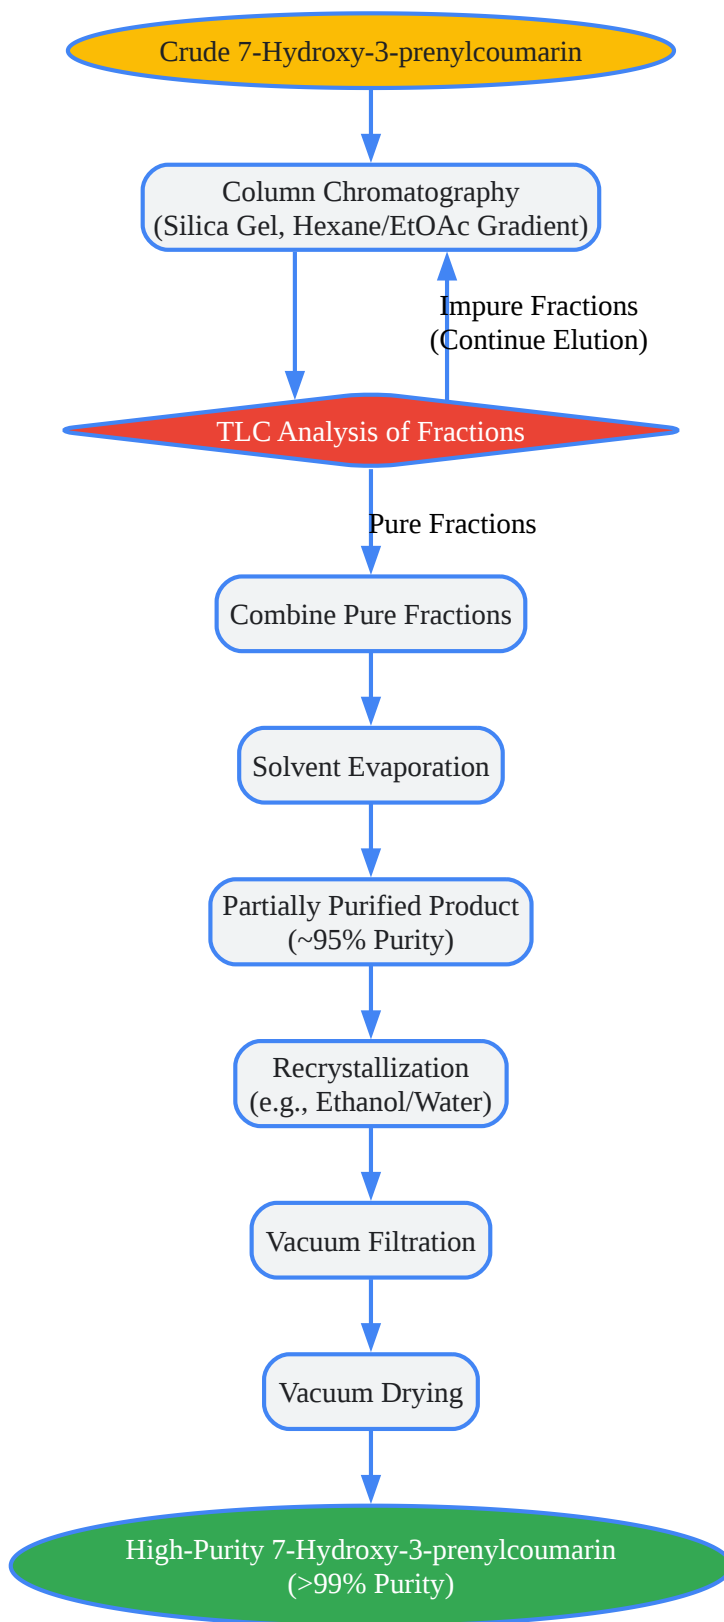 Crude 7-Hydroxy-3-prenylcoumarin
Column Chromatography
(Silica Gel, Hexane/EtOAc Gradient)
Impure Fractions
(Continue Elution)
TLC Analysis of Fractions
Pure Fractions
Combine Pure Fractions
Solvent Evaporation
Partially Purified Product
(~95% Purity)
Recrystallization
(e.g., Ethanol/Water)
Vacuum Filtration
Vacuum Drying
High-Purity 7-Hydroxy-3-prenylcoumarin
(>99% Purity)